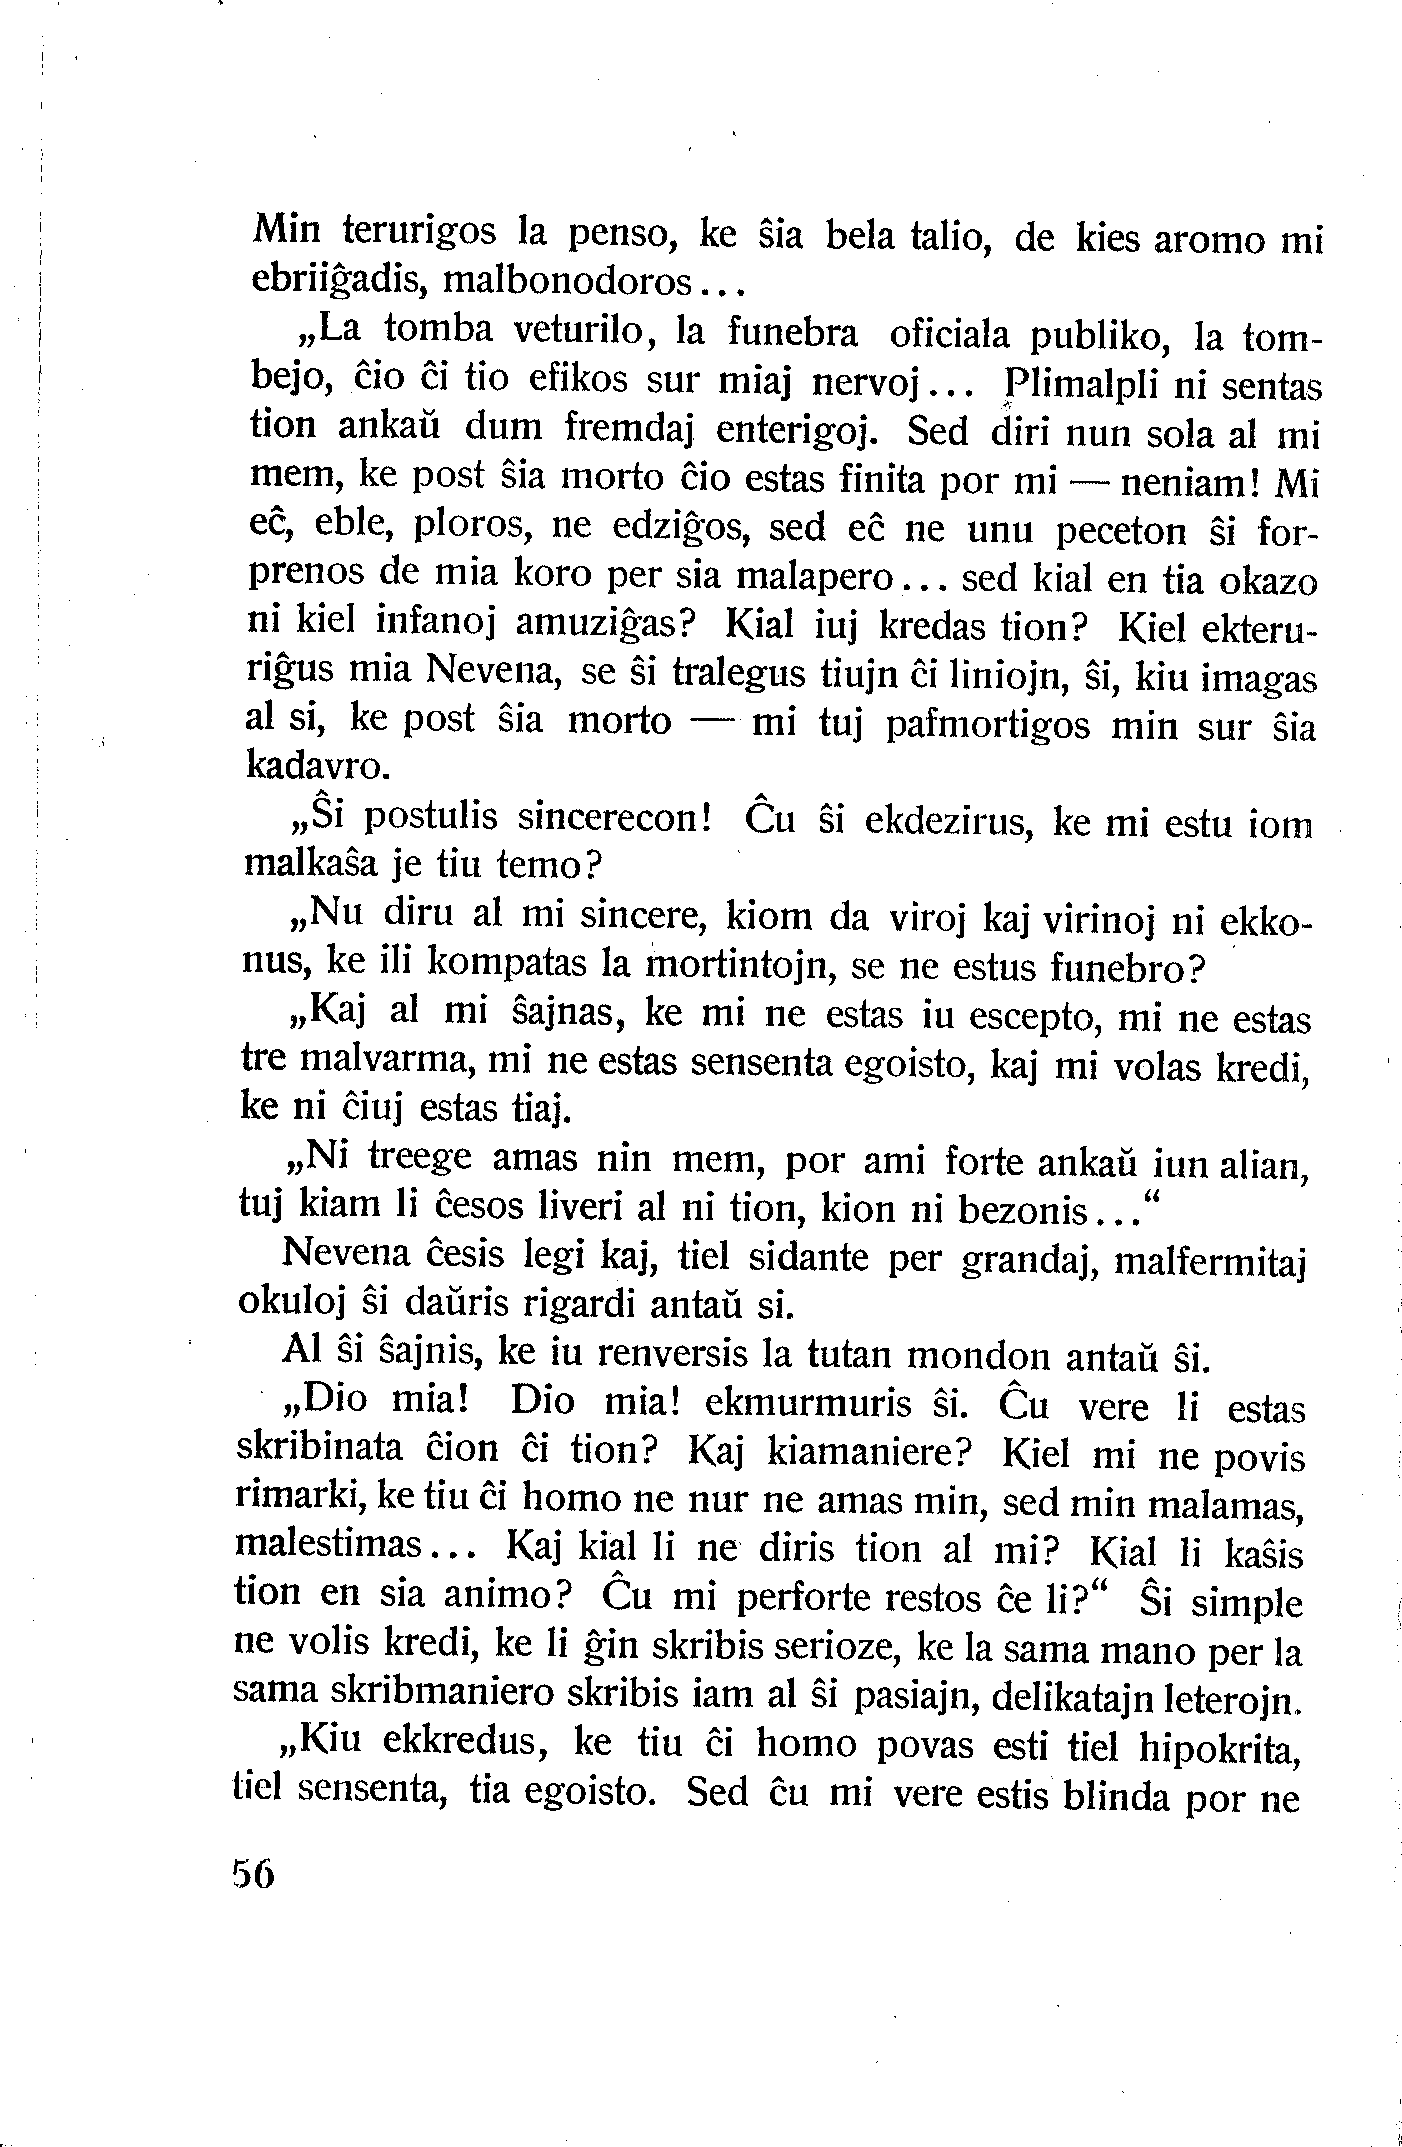 Min terurigos la penso, ke ŝia bela talio, de kies aromo mi
ebriiĝadis, malbonodoros...
„La tomba veturilo, la funebra oficiala publiko, la tom-
bejo, ĉio ĉi tio efikos sur miaj nervoj... Plimalpli ni sentas
tion ankaŭ dum fremdaj enterigoj. Sed diri nun sola al mi
mem, ke post ŝia morto ĉio estas finita por mi — neniam! Mi
eĉ, eble, ploros, ne edziĝos, sed eĉ ne unu peceton ŝi for-
prenos de mia koro per sia malapero... sed kial en tia okazo
ni kiel infanoj amuziĝas? Kial iuj kredas tion? Kiel ekteru-
riĝus mia Nevena, se ŝi tralegus tiujn ĉi liniojn, ŝi, kiu imagas
al si, ke post ŝia morto — mi tuj pafmortigos min sur ŝia
kadavro.
„Ŝi postulis sincerecon! Ĉu ŝi ekdezirus, ke mi estu iom
malkaŝa je tiu temo?
„Nu diru al mi sincere, kiom da viroj kaj virinoj ni ekko-
nus, ke ili kompatas la mortintojn, se ne estus funebro?
„Kaj al mi ŝajnas, ke mi ne estas iu escepto, mi ne estas
tre malvarma, mi ne estas sensenta egoisto, kaj mi volas kredi,
ke ni ĉiuj estas tiaj.
„Ni treege amas nin mem, por ami forte ankaŭ iun alian,
tuj kiam li ĉesos liveri al ni tion, kion ni bezonis...“
Nevena ĉesis legi kaj, tiel sidante per grandaj, malfermitaj
okuloj ŝi daŭris rigardi antaŭ si.
Al ŝi ŝajnis, ke iu renversis la tutan mondon antaŭ ŝi.
„Dio mia! Dio mia! ekmurmuris ŝi. Ĉu vere li estas
skribinata ĉion ĉi tion? Kaj kiamaniere? Kiel mi ne povis
rimarki, ke tiu ĉi homo ne nur ne amas min, sed min malamas,
malestimas... Kaj kial li ne diris tion al mi? Kial li kaŝis
tion en sia animo? Ĉu mi perforte restos ĉe li?“ Ŝi simple
ne volis kredi, ke li ĝin skribis serioze, ke la sama mano per la
sama skribmaniero skribis iam al ŝi pasiajn, delikatajn leterojn.
„Kiu ekkredus, ke tiu ĉi homo povas esti tiel hipokrita,
tiel sensenta, tia egoisto. Sed ĉu mi vere estis blinda por ne
56